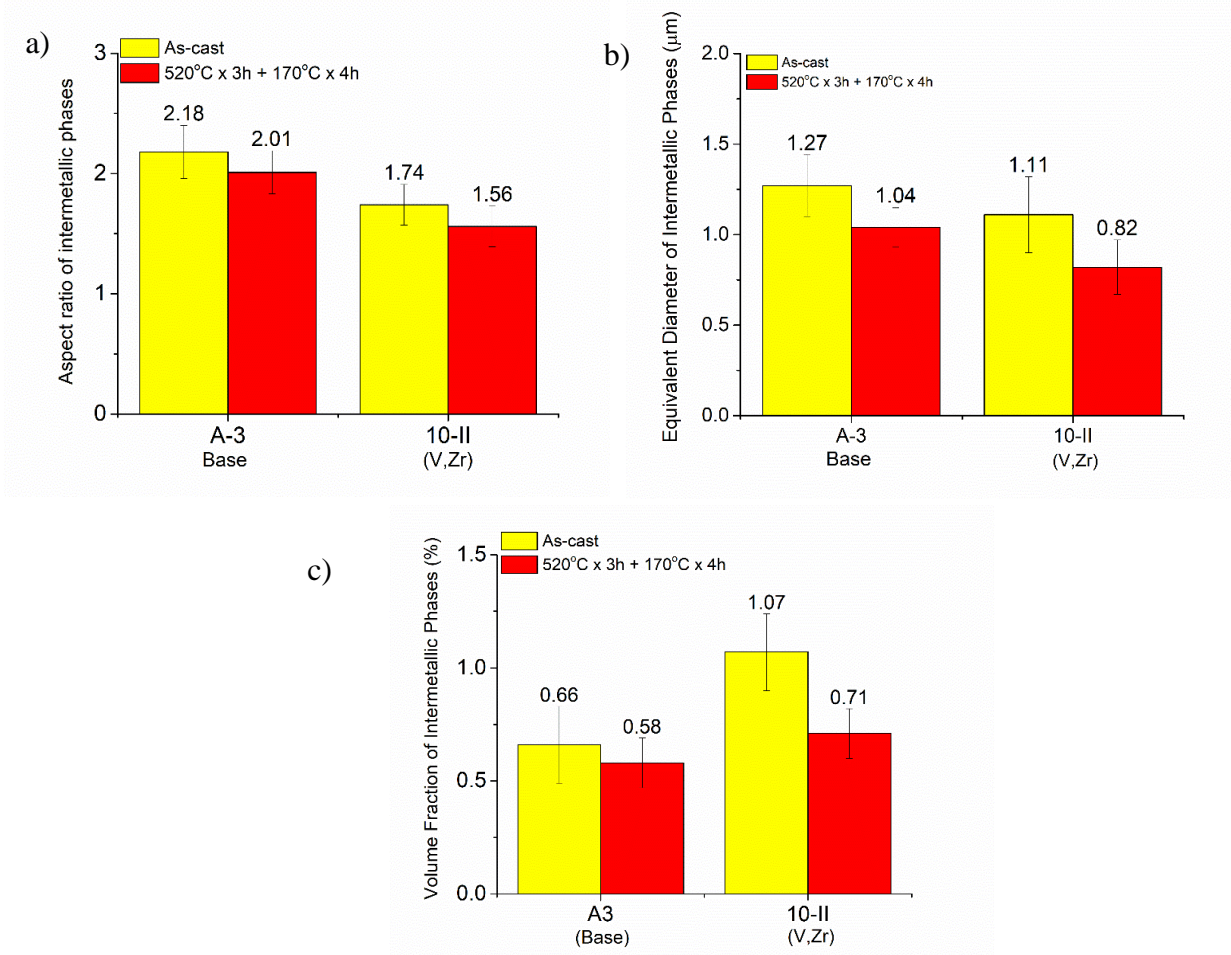 a)
As-cast
520°C x 3h + 170°C x 4h
Aspect ratio of intermetallic phases
3
2
1
0
2.18
2.01
1.74
1.56
A-3
Base
10-II
(V,Zr)
b)
As-cast
520°C x 3h + 170°C x 4h
Equivalent Diameter of Intermetallic Phases (μm)
2.0
1.5
1.0
0.5
0.0
1.27
1.04
1.11
0.82
A-3
Base
10-II
(V,Zr)
c)
As-cast
520°C x 3h + 170°C x 4h
Volume Fraction of Intermetallic Phases (%)
1.5
1.0
0.5
0.0
0.66
0.58
1.07
0.71
A3
(Base)
10-II
(V,Zr)